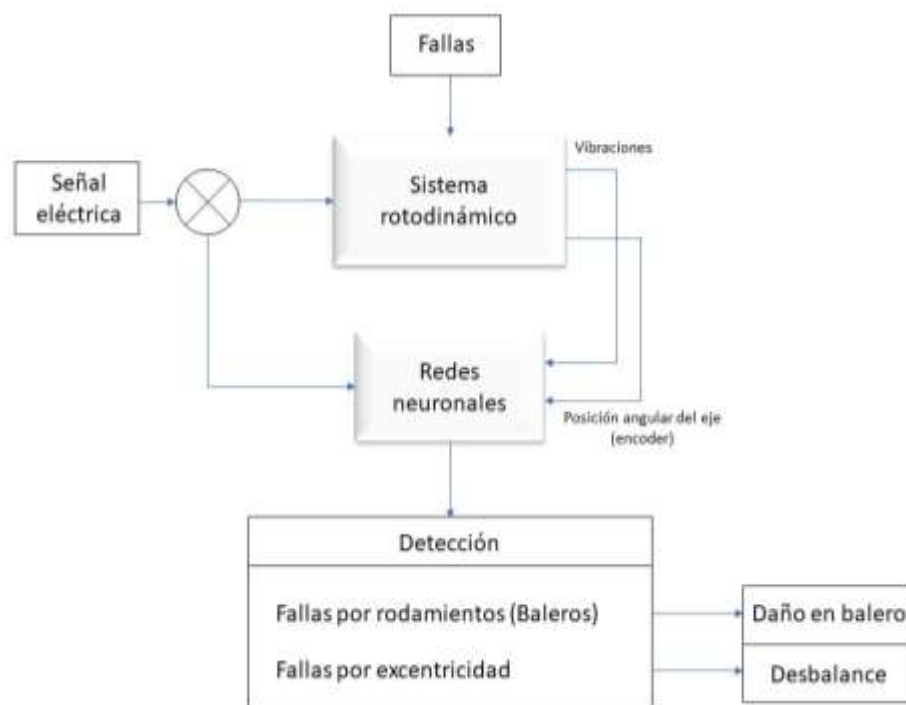 Fallas
Vibraciones
Señal
eléctrica
Sistema
rotodinámico
Redes
neuronales
Posición angular del eje
(encoder)
Detección
Fallas por rodamientos (Baleros)
Daño en balero
Fallas por excentricidad
Desbalance